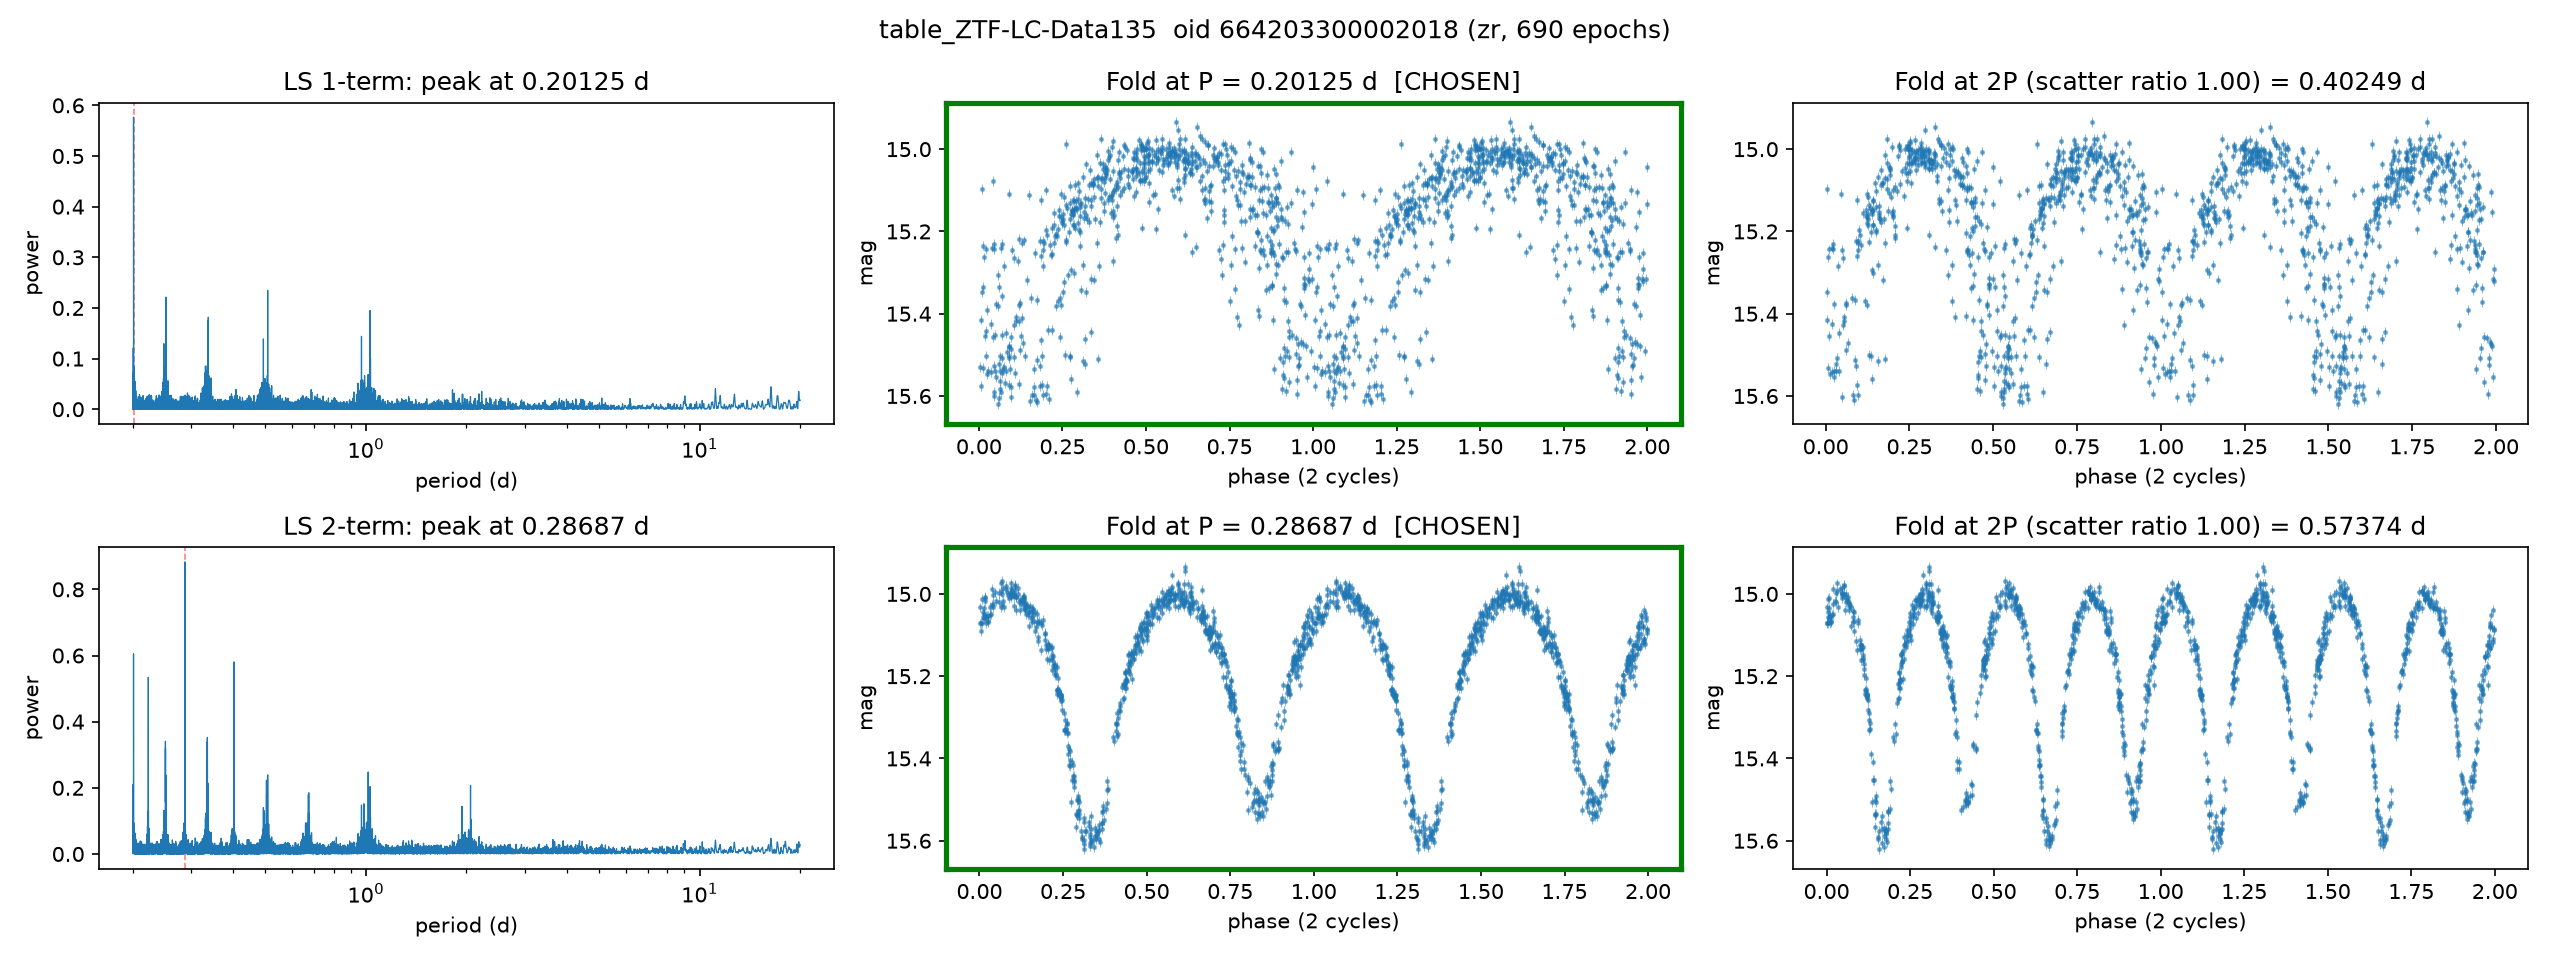 table_ZTF-LC-Data135  oid 664203300002018 (zr, 690 epochs)
LS 1-term: peak at 0.20125 d
power
0.6
0.5
0.4
0.3
0.2
0.1
0.0
10⁰
10¹
period (d)
Fold at P = 0.20125 d  [CHOSEN]
mag
15.0
15.2
15.4
15.6
0.00 0.25 0.50 0.75 1.00 1.25 1.50 1.75 2.00
phase (2 cycles)
Fold at 2P (scatter ratio 1.00) = 0.40249 d
mag
15.0
15.2
15.4
15.6
0.00 0.25 0.50 0.75 1.00 1.25 1.50 1.75 2.00
phase (2 cycles)
LS 2-term: peak at 0.28687 d
power
0.8
0.6
0.4
0.2
0.0
10⁰
10¹
period (d)
Fold at P = 0.28687 d  [CHOSEN]
mag
15.0
15.2
15.4
15.6
0.00 0.25 0.50 0.75 1.00 1.25 1.50 1.75 2.00
phase (2 cycles)
Fold at 2P (scatter ratio 1.00) = 0.57374 d
mag
15.0
15.2
15.4
15.6
0.00 0.25 0.50 0.75 1.00 1.25 1.50 1.75 2.00
phase (2 cycles)